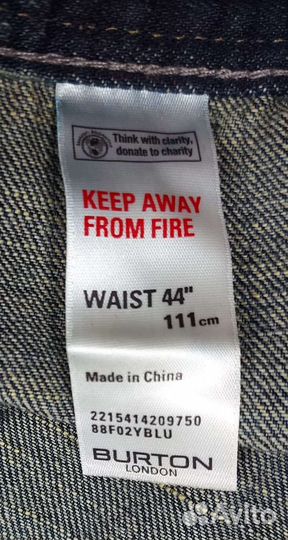 Think with clarity,
donate to charity
KEEP AWAY
FROM FIRE
WAIST 44"
111cm
Made in China
2215414209750
88F02YBLU
BURTON
LONDON
Avito